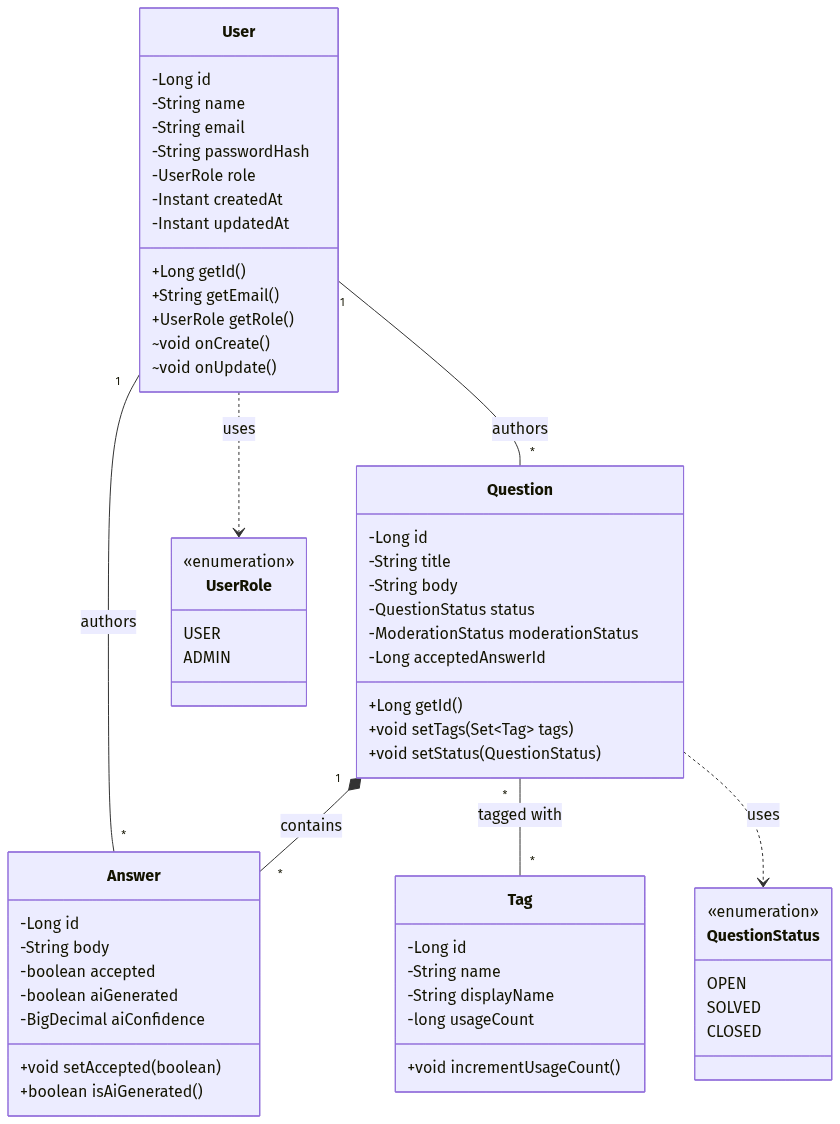 User
-Long id
-String name
-String email
-String passwordHash
-UserRole role
-Instant createdAt
-Instant updatedAt
+Long getId()
+String getEmail()
+UserRole getRole()
~void onCreate()
~void onUpdate()
1
1
uses
authors
*
«enumeration»
UserRole
USER
ADMIN
authors
*
Question
-Long id
-String title
-String body
-QuestionStatus status
-ModerationStatus moderationStatus
-Long acceptedAnswerId
+Long getId()
+void setTags(Set<Tag> tags)
+void setStatus(QuestionStatus)
1
contains
*
*
tagged with
*
uses
Answer
-Long id
-String body
-boolean accepted
-boolean aiGenerated
-BigDecimal aiConfidence
+void setAccepted(boolean)
+boolean isAiGenerated()
Tag
-Long id
-String name
-String displayName
-long usageCount
+void incrementUsageCount()
«enumeration»
QuestionStatus
OPEN
SOLVED
CLOSED